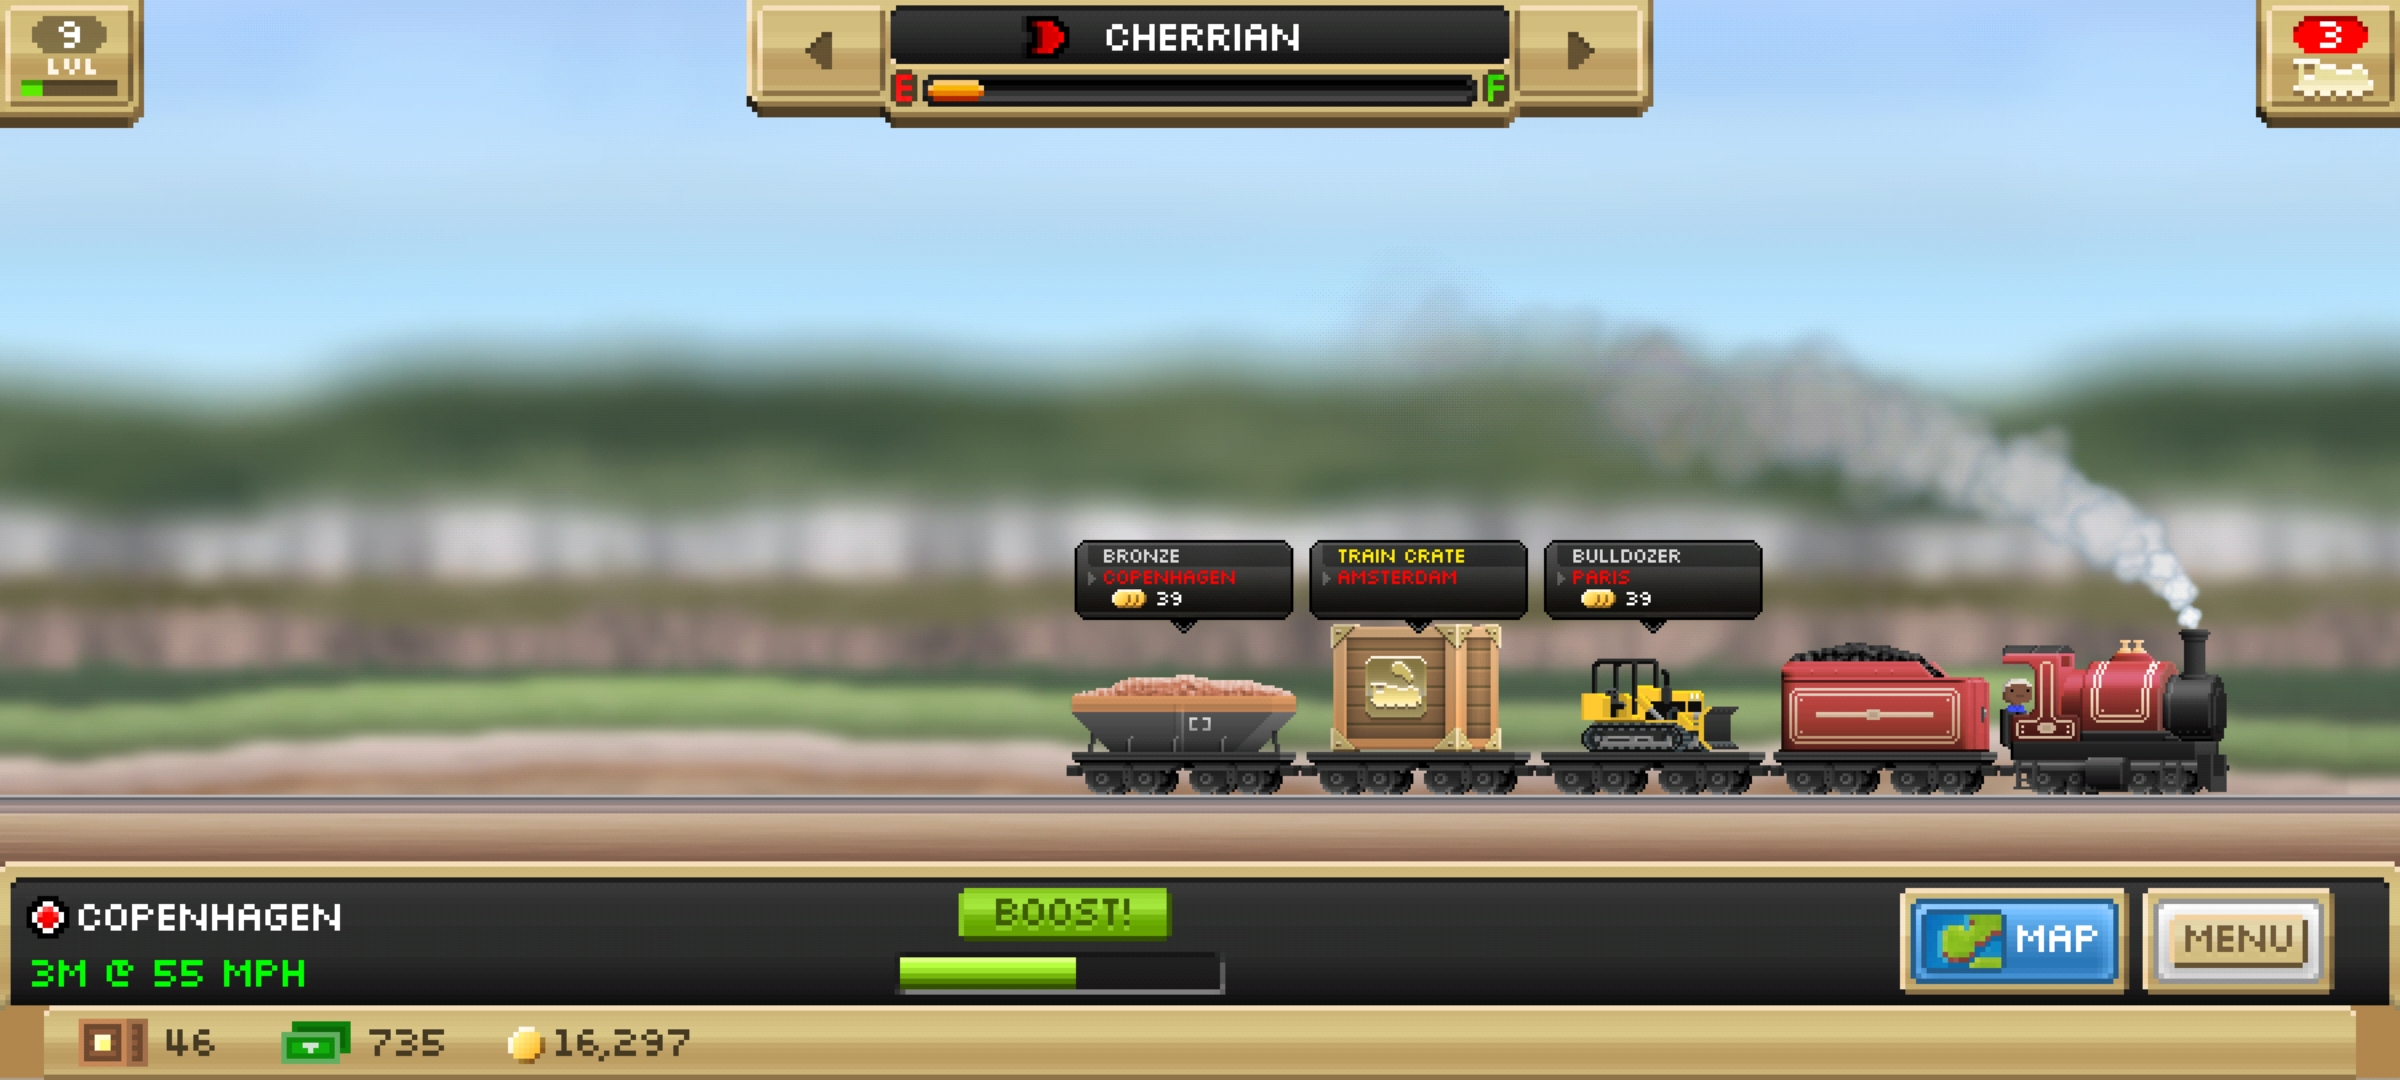 9
LVL
CHERRIAN
E F
3
BRONZE
COPENHAGEN
39
TRAIN CRATE
AMSTERDAM
BULLDOZER
PARIS
39
COPENHAGEN
3M @ 55 MPH
BOOST!
MAP
MENU
46
735
16,297